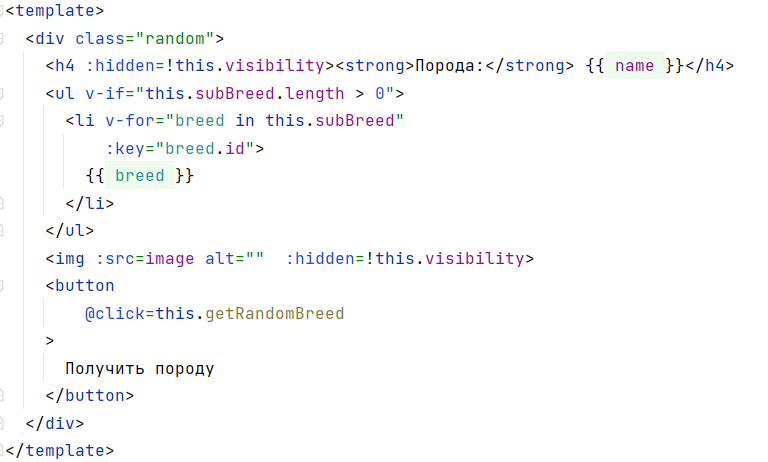 <template>
<div class="random">
<h4 :hidden=!this.visibility><strong>Порода:</strong> {{ name }}</h4>
<ul v-if="this.subBreed.length > 0">
<li v-for="breed in this.subBreed"
:key="breed.id">
{{ breed }}
</li>
</ul>
<img :src=image alt=""  :hidden=!this.visibility>
<button
@click=this.getRandomBreed
>
Получить породу
</button>
</div>
</template>